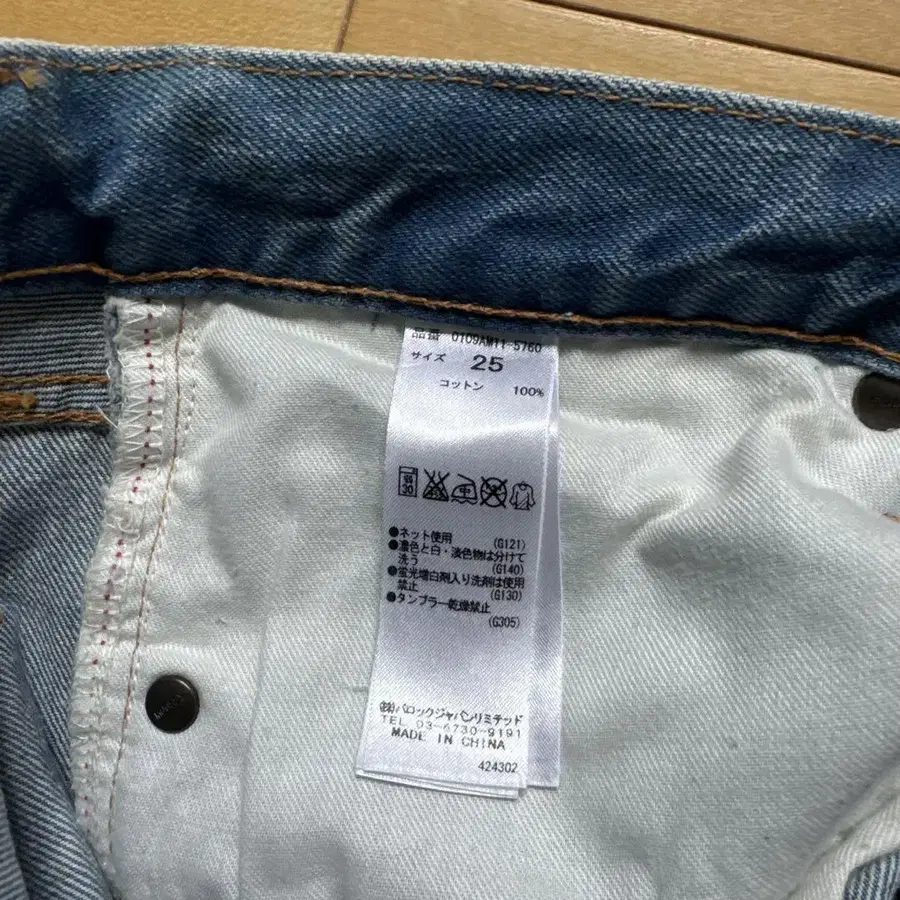 品番 0109AM11-5760
サイズ 25
コットン 100%
●ネット使用 (G121)
●濃色と白・淡色物は分けて
洗う (G140)
●蛍光増白剤入り洗剤は使用
禁止 (G130)
●タンブラー乾燥禁止
(G305)
(株)バロックジャパンリミテッド
TEL 03-6730-9191
MADE IN CHINA
424302